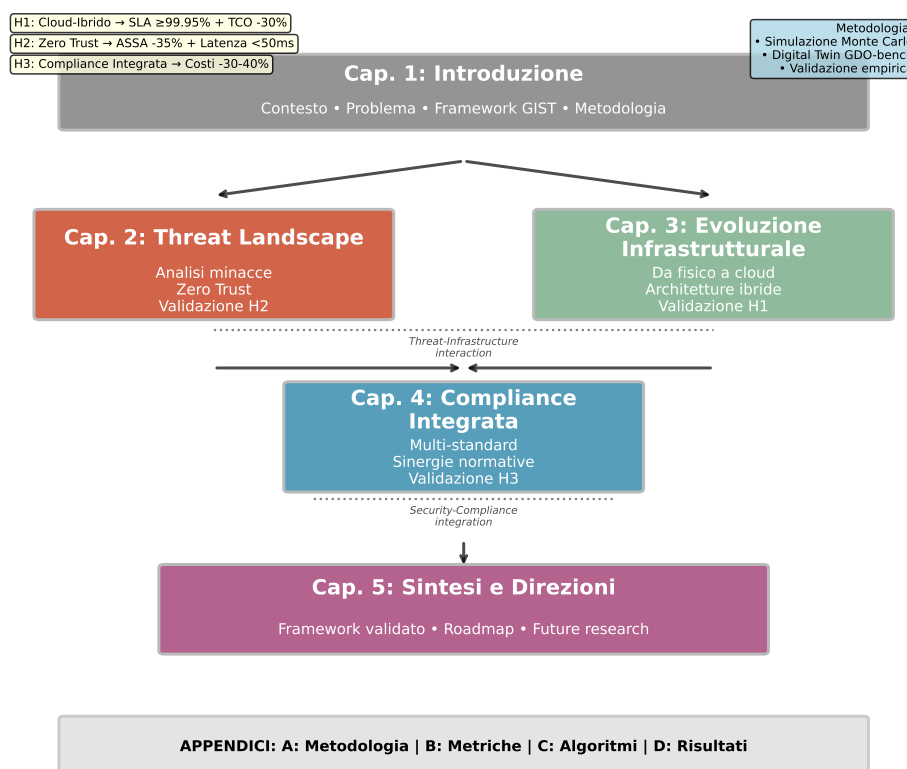 H1: Cloud-Ibrido → SLA ≥99.95% + TCO -30%
H2: Zero Trust → ASSA -35% + Latenza <50ms
H3: Compliance Integrata → Costi -30-40%
Metodologia
• Simulazione Monte
• Digital Twin
• Validazione
Cap. 1: Introduzione
Contesto • Problema • Framework GIST • Metodologia
Cap. 2: Threat Landscape
Analisi minacce
Zero Trust
Validazione H2
Cap. 3: Evoluzione
Infrastrutturale
Da fisico a cloud
Architetture ibride
Validazione H1
Threat-Infrastructure
interaction
Cap. 4: Compliance
Integrata
Multi-standard
Sinergie normative
Validazione H3
Security-Compliance
integration
Cap. 5: Sintesi e Direzioni
Framework validato • Roadmap • Future research
APPENDICI: A: Metodologia | B: Metriche | C: Algoritmi | D: Risultati